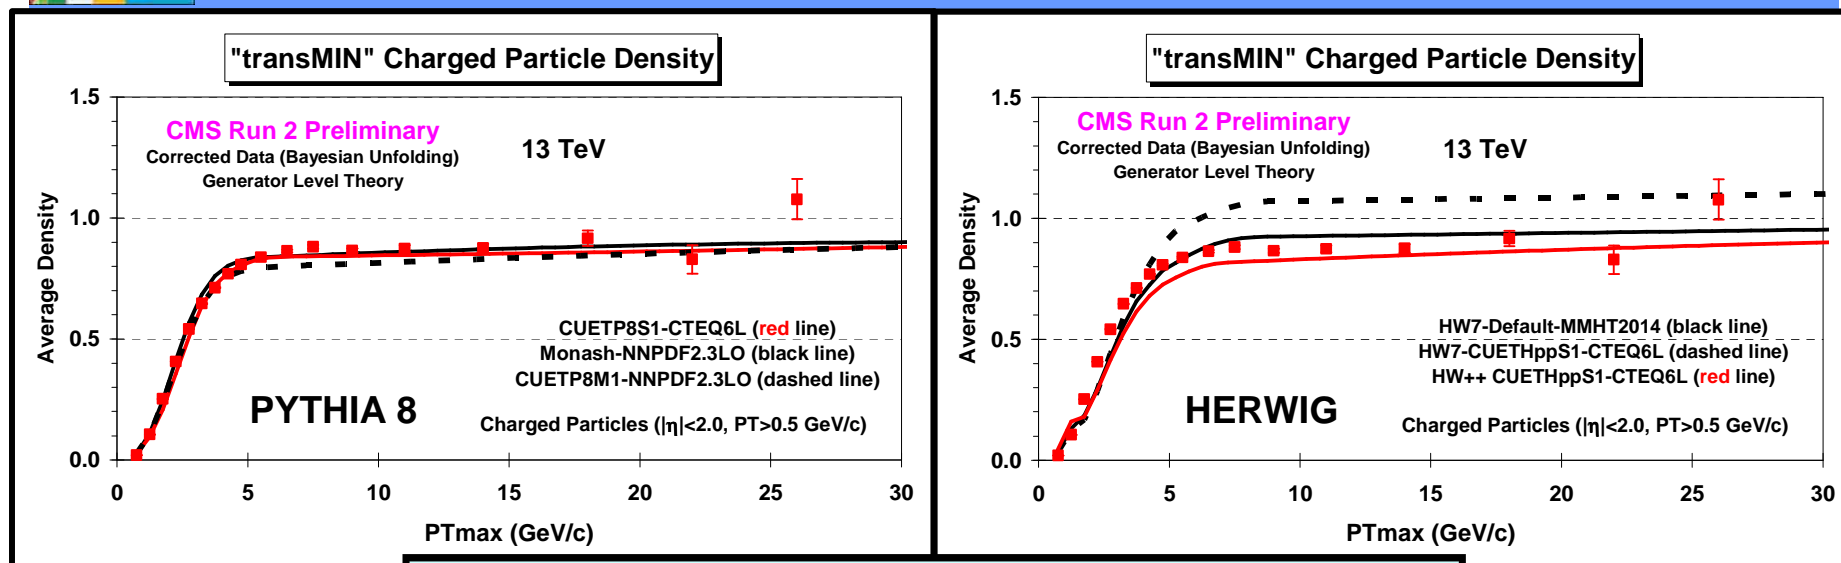 "transMIN" Charged Particle Density
1.5
CMS Run 2 Preliminary
Corrected Data (Bayesian Unfolding)
Generator Level Theory
13 TeV
1.0
Average Density
CUETP8S1-CTEQ6L (red line)
Monash-NNPDF2.3LO (black line)
CUETP8M1-NNPDF2.3LO (dashed line)
0.5
PYTHIA 8
Charged Particles (|η|<2.0, PT>0.5 GeV/c)
0.0
0 5 10 15 20 25 30
PTmax (GeV/c)
"transMIN" Charged Particle Density
1.5
CMS Run 2 Preliminary
Corrected Data (Bayesian Unfolding)
Generator Level Theory
13 TeV
1.0
Average Density
HW7-Default-MMHT2014 (black line)
HW7-CUETHppS1-CTEQ6L (dashed line)
HW++ CUETHppS1-CTEQ6L (red line)
0.5
HERWIG
Charged Particles (|η|<2.0, PT>0.5 GeV/c)
0.0
0 5 10 15 20 25 30
PTmax (GeV/c)